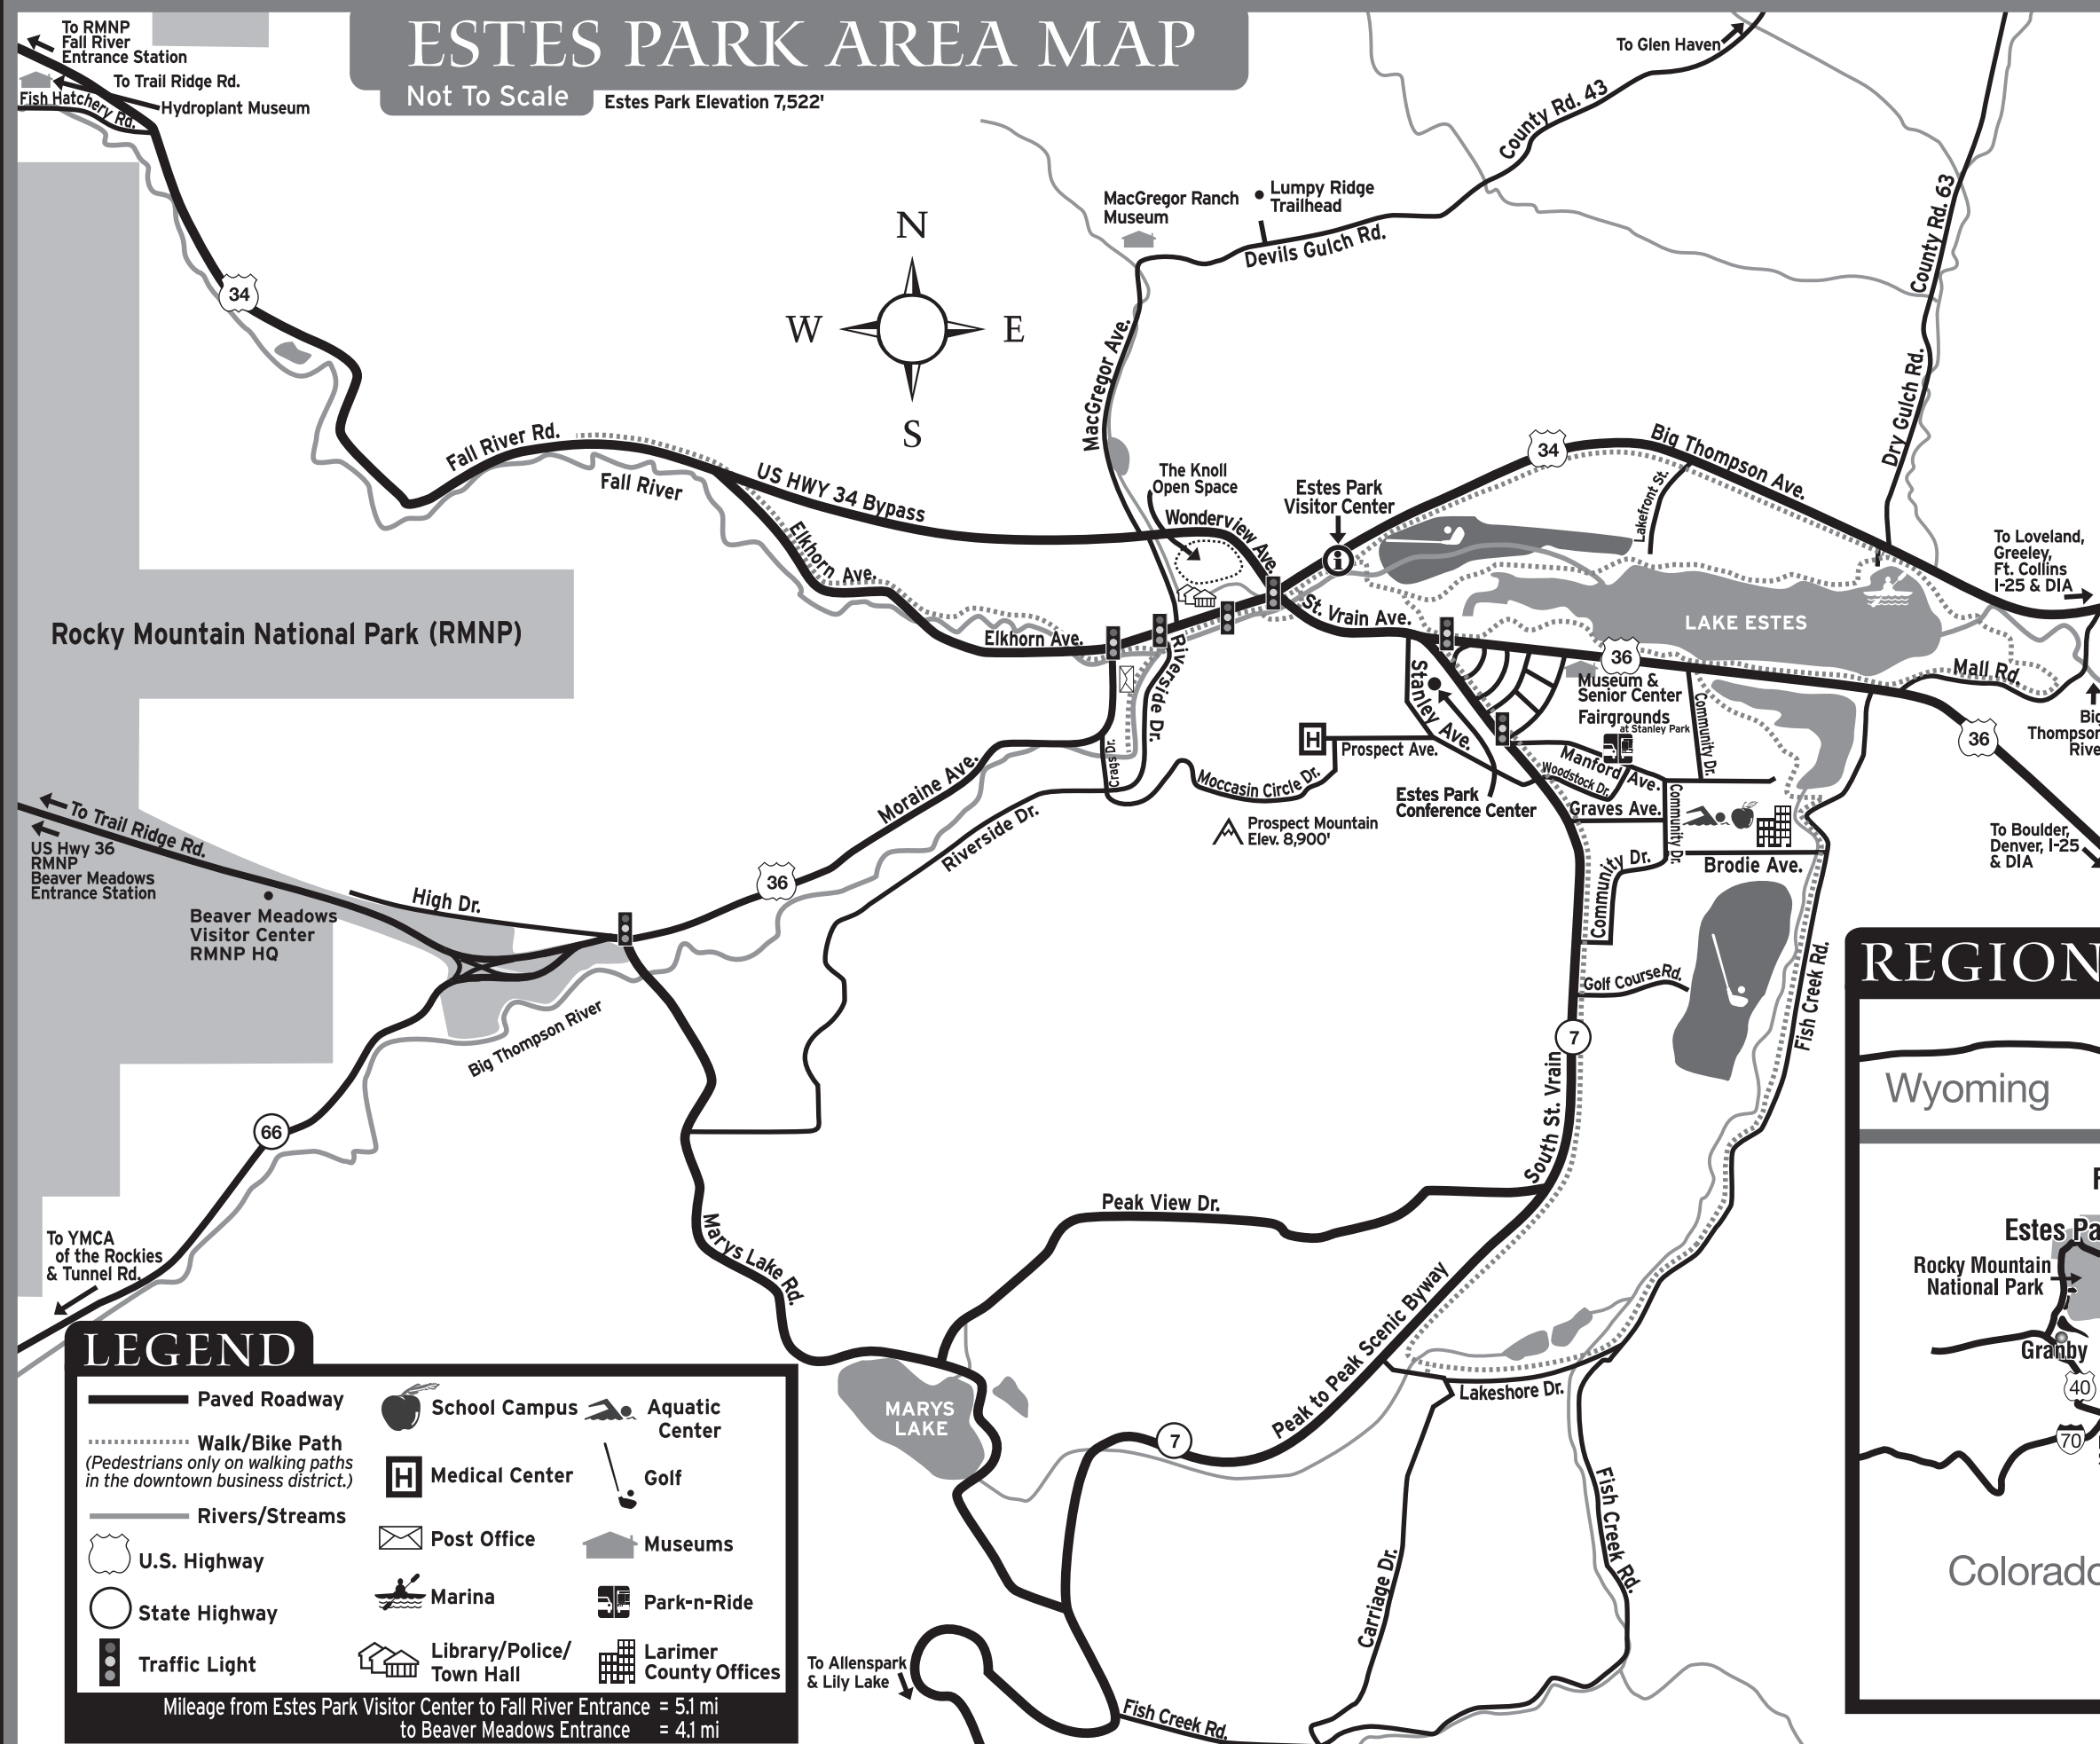 ESTES PARK AREA MAP
Not To Scale
Estes Park Elevation 7,522'
To RMNP
Fall River
Entrance Station
To Trail Ridge Rd.
Fish Hatchery Rd.
Hydroplant Museum
To Glen Haven
County Rd. 43
MacGregor Ranch
Museum
Lumpy Ridge
Trailhead
Devils Gulch Rd.
County Rd. 63
N
W
E
S
34
MacGregor Ave.
Dry Gulch Rd.
Fall River Rd.
Fall River
US HWY 34 Bypass
The Knoll
Open Space
Wonderview Ave.
Estes Park
Visitor Center
34
Big Thompson Ave.
Lakefront St.
Elkhorn Ave.
Elkhorn Ave.
St. Vrain Ave.
LAKE ESTES
To Loveland,
Greeley,
Ft. Collins
I-25 & DIA
Rocky Mountain National Park (RMNP)
36
Mall Rd.
Riverside Dr.
Stanley Ave.
Museum &
Senior Center
Fairgrounds
at Stanley Park
Community Dr.
Big
Thompson
River
36
H
Prospect Ave.
Manford Ave.
Woodstock Dr.
Crags Dr.
Moccasin Circle Dr.
Estes Park
Conference Center
Graves Ave.
Community Dr.
Prospect Mountain
Elev. 8,900'
Brodie Ave.
To Boulder,
Denver, I-25
& DIA
Moraine Ave.
Riverside Dr.
To Trail Ridge Rd.
US Hwy 36
RMNP
Beaver Meadows
Entrance Station
36
High Dr.
Beaver Meadows
Visitor Center
RMNP HQ
Community Dr.
Golf Course Rd.
Fish Creek Rd.
Big Thompson River
7
South St. Vrain
66
To YMCA
of the Rockies
& Tunnel Rd.
Marys Lake Rd.
Peak View Dr.
Peak to Peak Scenic Byway
MARYS
LAKE
Lakeshore Dr.
7
Fish Creek Rd.
Carriage Dr.
To Allenspark
& Lily Lake
Fish Creek Rd.
REGION
Wyoming
Estes Pa
Rocky Mountain
National Park
Granby
40
70
Colorado
LEGEND
Paved Roadway
Walk/Bike Path
(Pedestrians only on walking paths
in the downtown business district.)
Rivers/Streams
U.S. Highway
State Highway
Traffic Light
School Campus
H
Medical Center
Post Office
Marina
Library/Police/
Town Hall
Aquatic
Center
Golf
Museums
Park-n-Ride
Larimer
County Offices
Mileage from Estes Park Visitor Center to Fall River Entrance = 5.1 mi
to Beaver Meadows Entrance = 4.1 mi